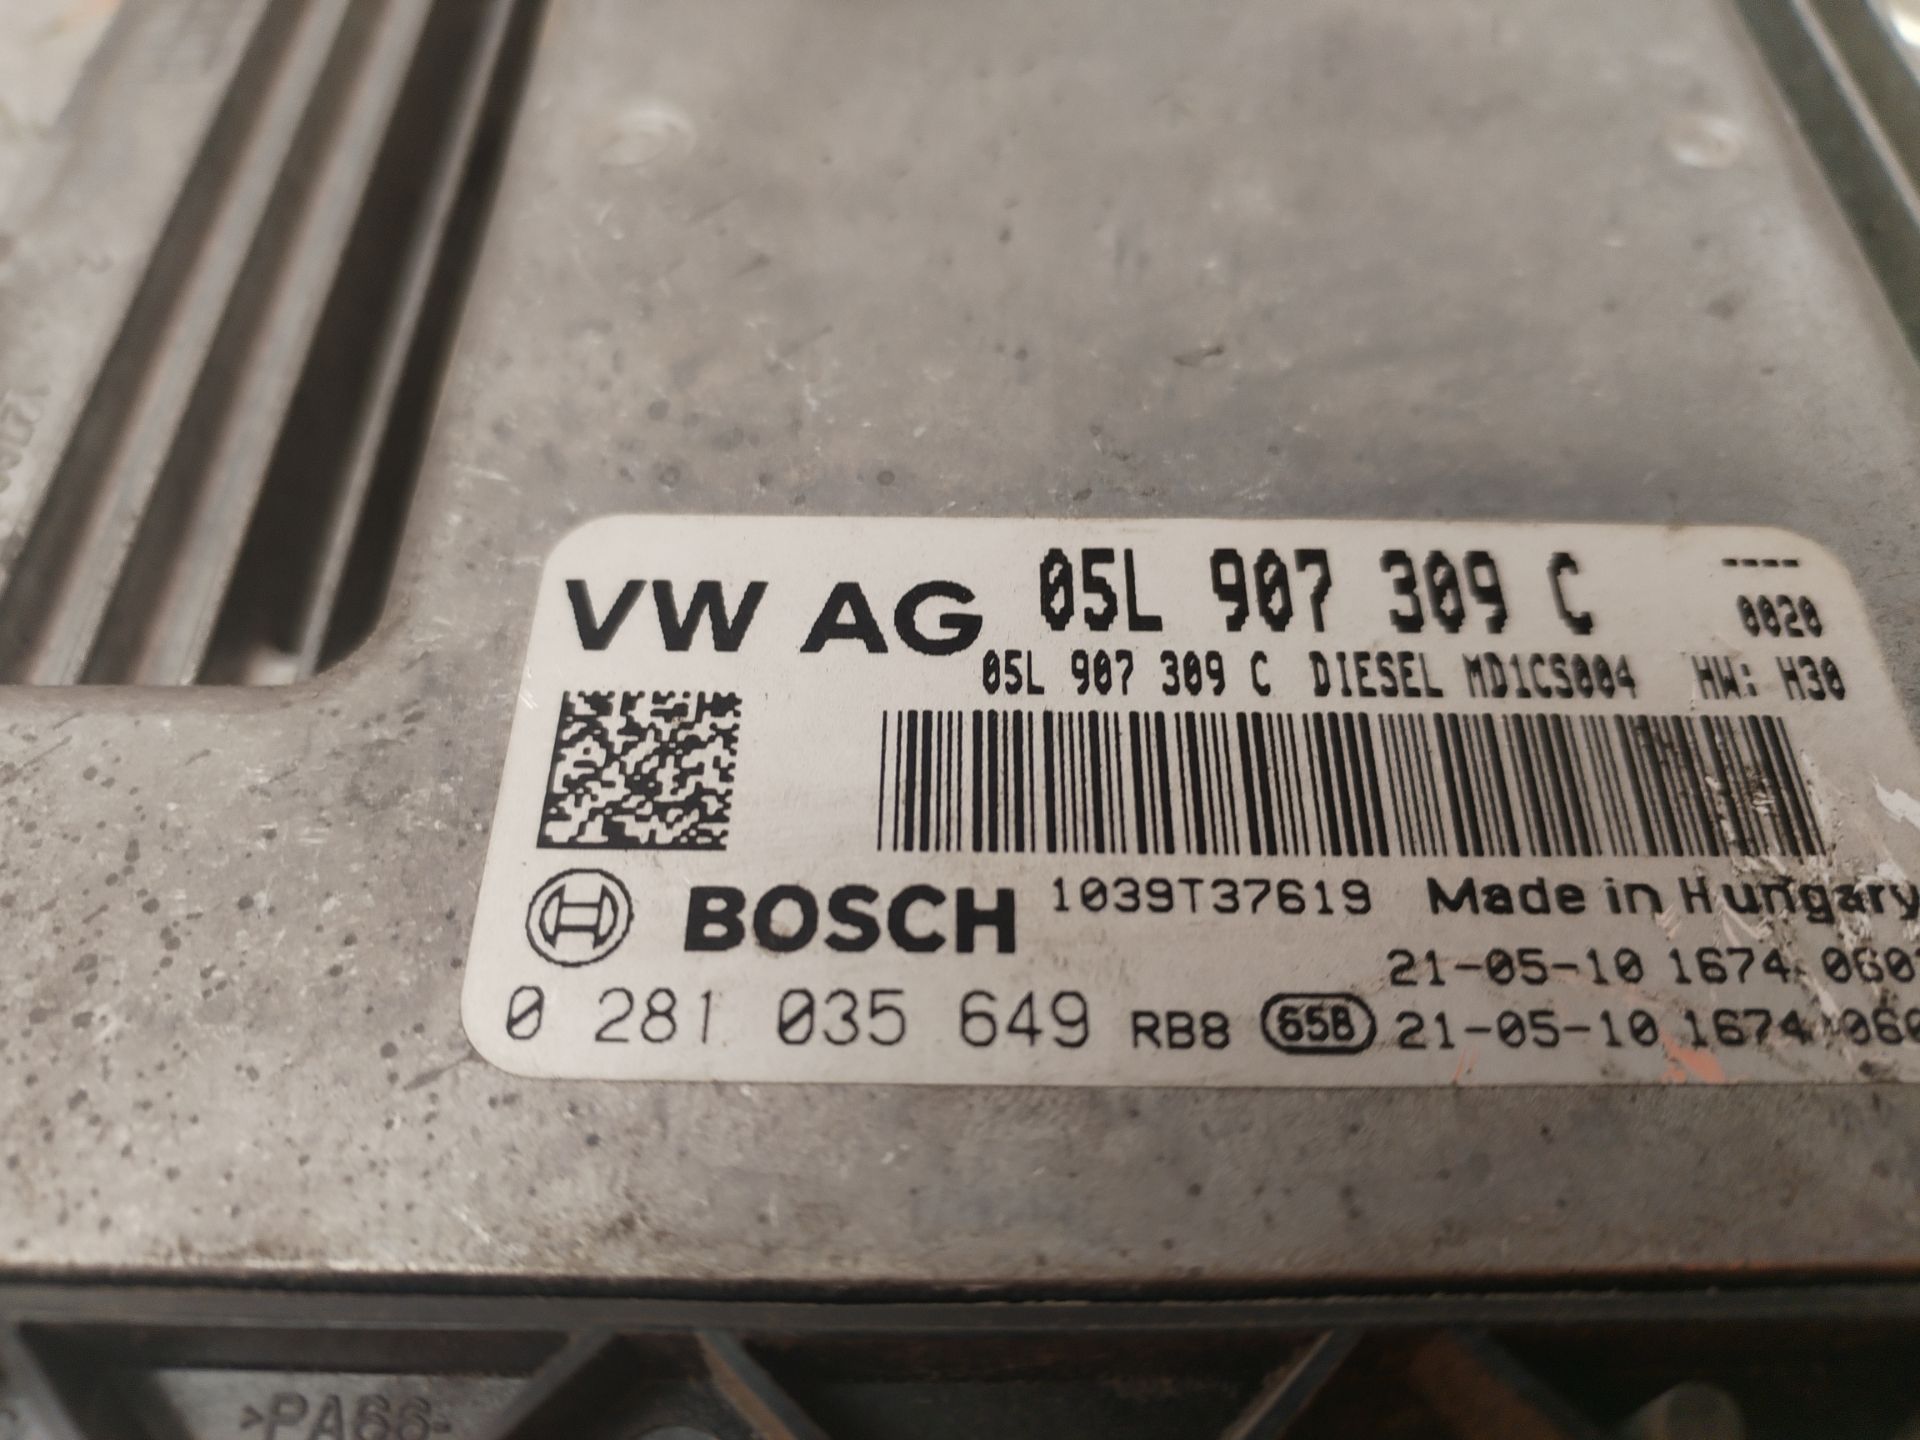 VW AG 05L 907 309 C ----
0020
05L 907 309 C DIESEL MD1CS004 HW: H30
BOSCH 1039T37619 Made in Hungary
21-05-10 1674 060
0 281 035 649 RB8 65B 21-05-10 1674 060
>PA66-